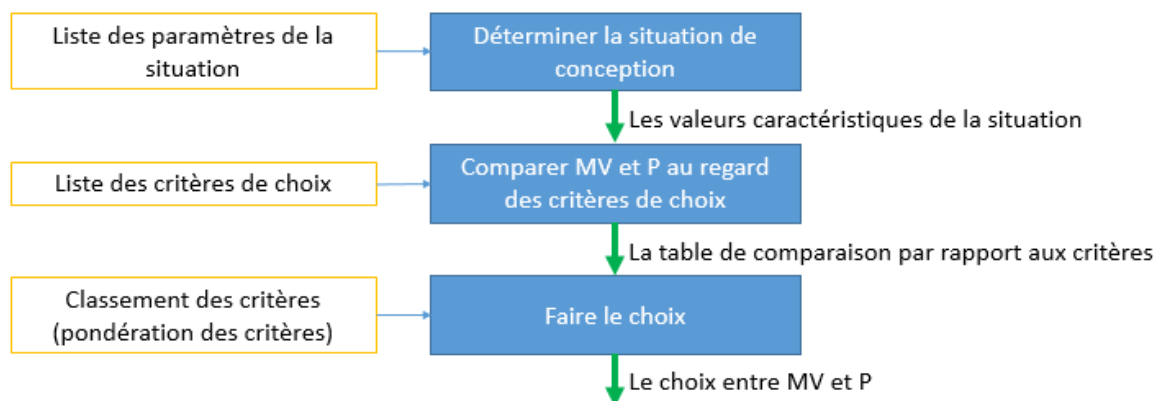 Liste des paramètres de la
situation
Déterminer la situation de
conception
Les valeurs caractéristiques de la situation
Liste des critères de choix
Comparer MV et P au regard
des critères de choix
La table de comparaison par rapport aux critères
Classement des critères
(pondération des critères)
Faire le choix
Le choix entre MV et P